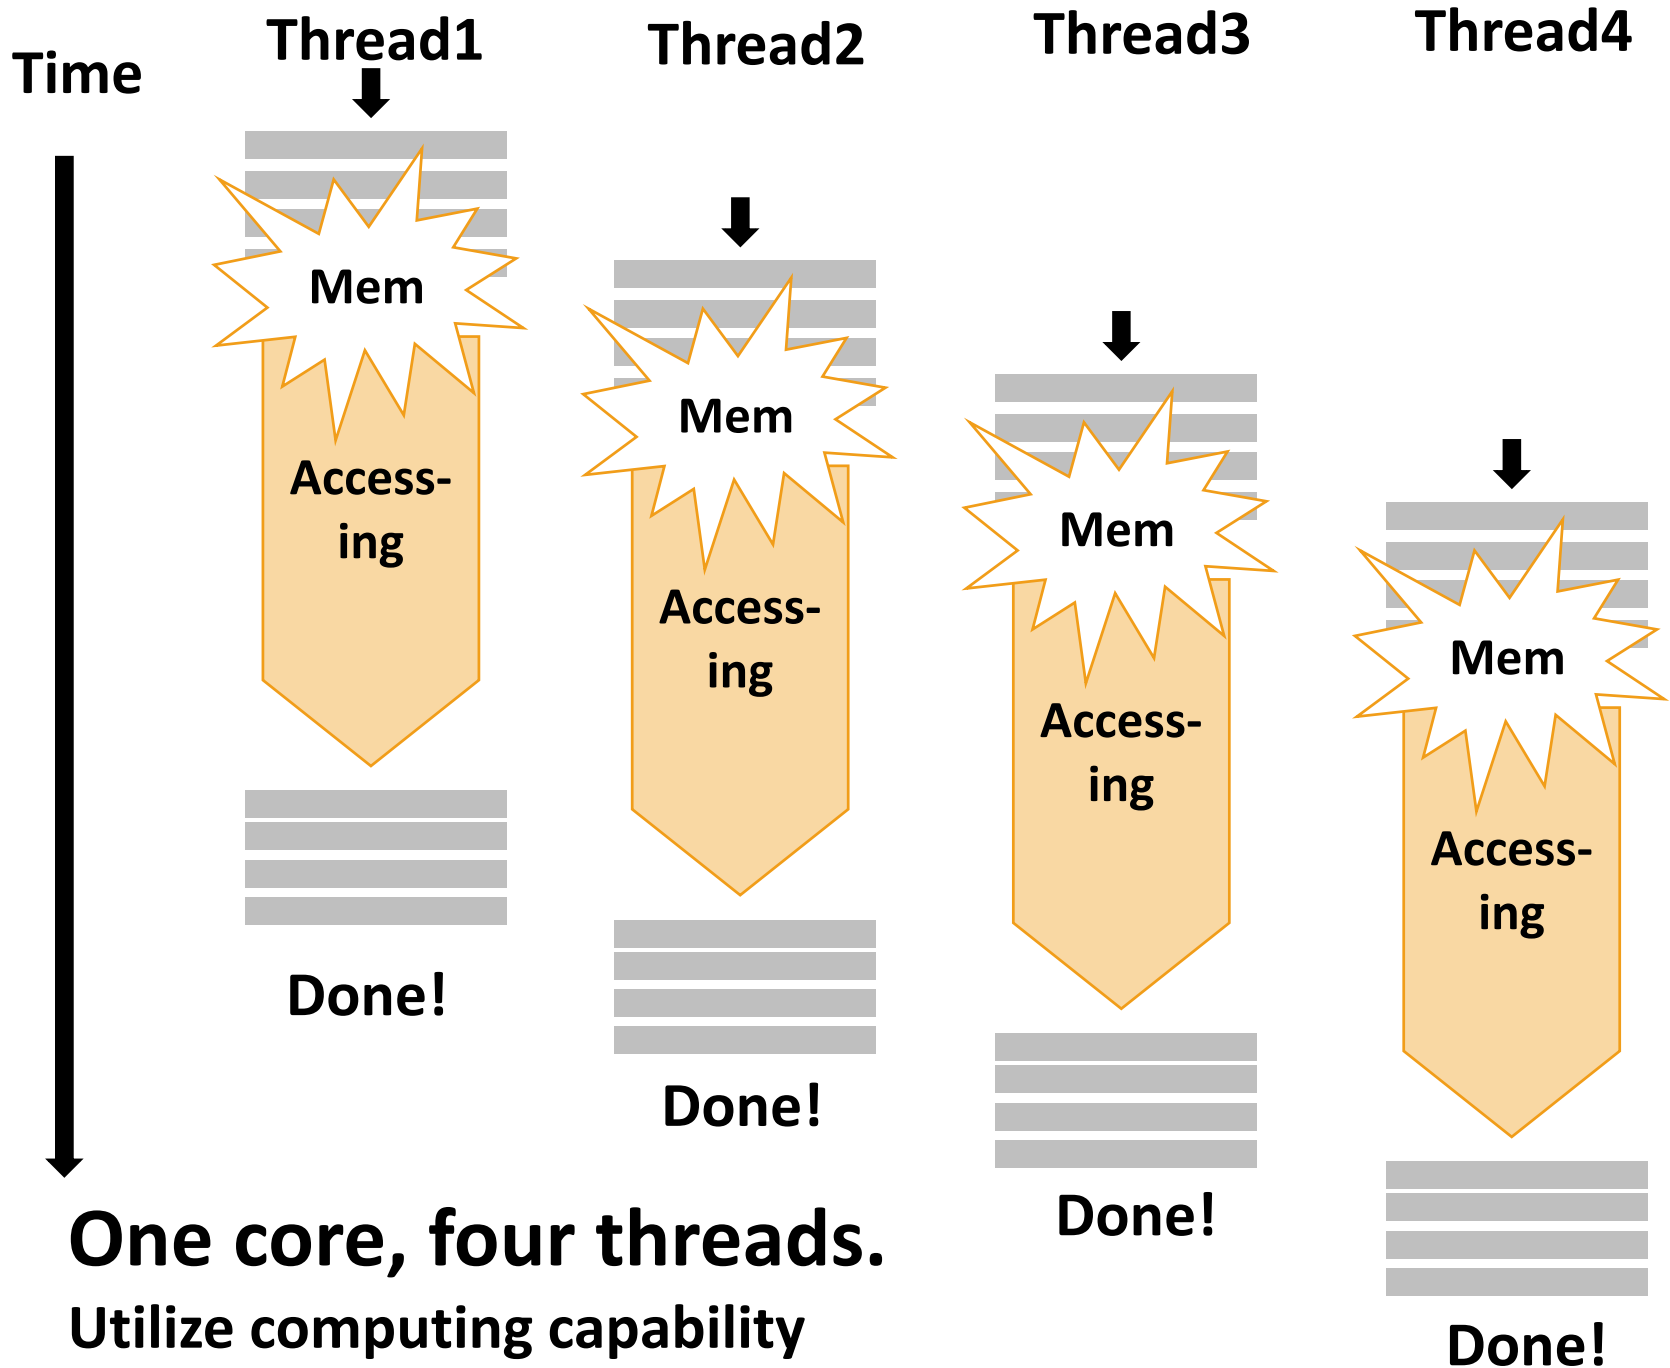 Time
Thread1
Thread2
Thread3
Thread4
Mem
Access-
ing
Done!
Mem
Access-
ing
Done!
Mem
Access-
ing
Done!
Mem
Access-
ing
Done!
One core, four threads.
Utilize computing capability